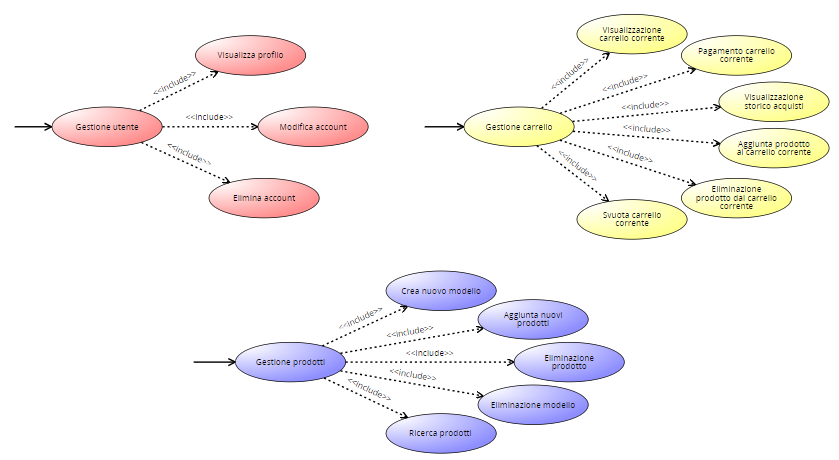 Visualizza profilo
<<include>>
Gestione utente
<<include>>
Modifica account
<<include>>
Elimina account
Visualizzazione
carrello corrente
<<include>>
Pagamento carrello
corrente
<<include>>
Visualizzazione
storico acquisti
<<include>>
Gestione carrello
<<include>>
Aggiunta prodotto
al carrello corrente
<<include>>
Eliminazione
prodotto dal carrello
corrente
<<include>>
Svuota carrello
corrente
Crea nuovo modello
<<include>>
Aggiunta nuovi
prodotti
<<include>>
Gestione prodotti
<<include>>
Eliminazione
prodotto
<<include>>
Eliminazione modello
<<include>>
Ricerca prodotti